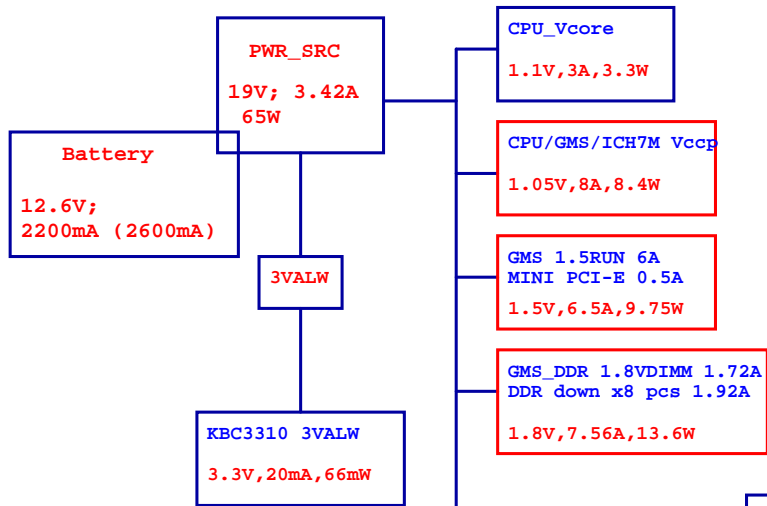 PWR_SRC
19V; 3.42A
65W
Battery
12.6V;
2200mA (2600mA)
3VALW
KBC3310 3VALW
3.3V,20mA,66mW
CPU_Vcore
1.1V,3A,3.3W
CPU/GMS/ICH7M Vccp
1.05V,8A,8.4W
GMS 1.5RUN 6A
MINI PCI-E 0.5A
1.5V,6.5A,9.75W
GMS_DDR 1.8VDIMM 1.72A
DDR down x8 pcs 1.92A
1.8V,7.56A,13.6W